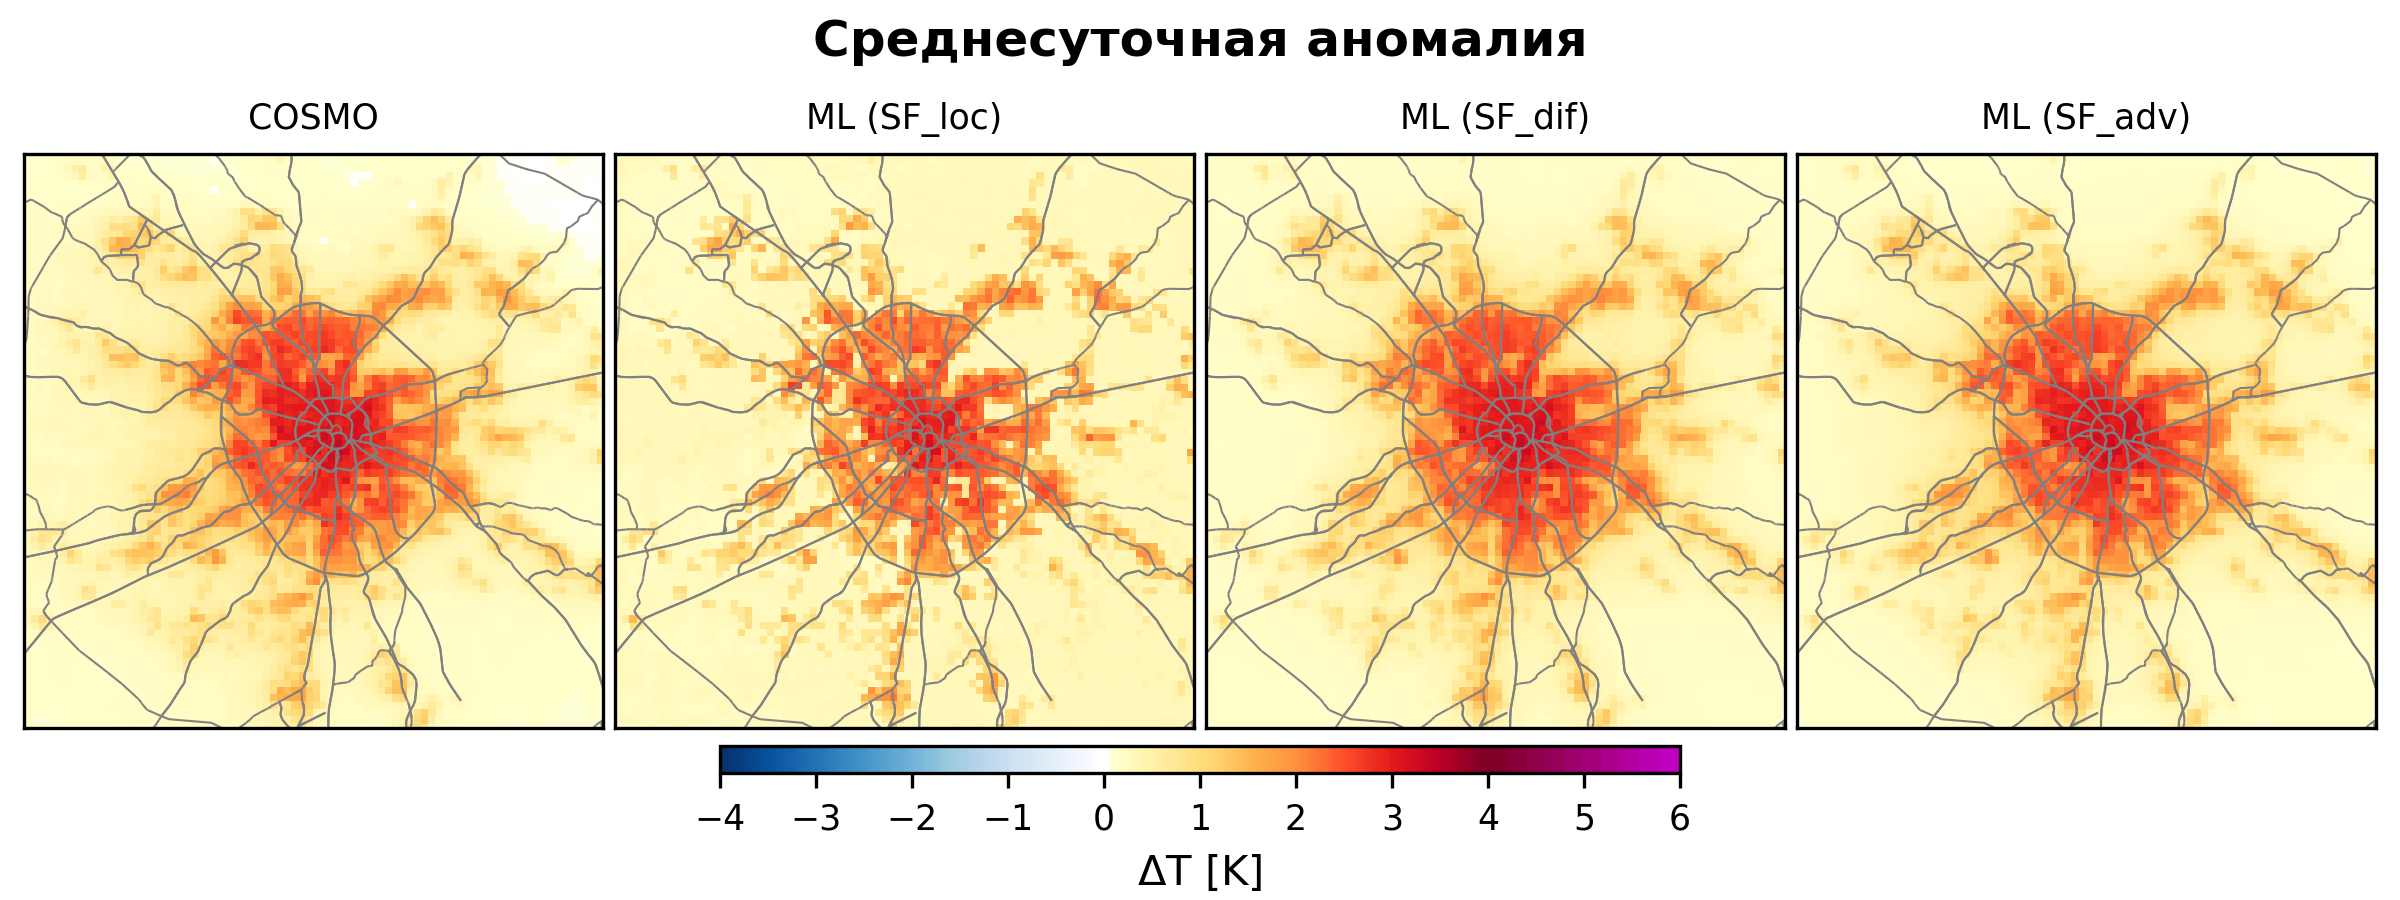 Среднесуточная аномалия
COSMO
ML (SF_loc)
ML (SF_dif)
ML (SF_adv)
−4 −3 −2 −1 0 1 2 3 4 5 6
ΔT [K]